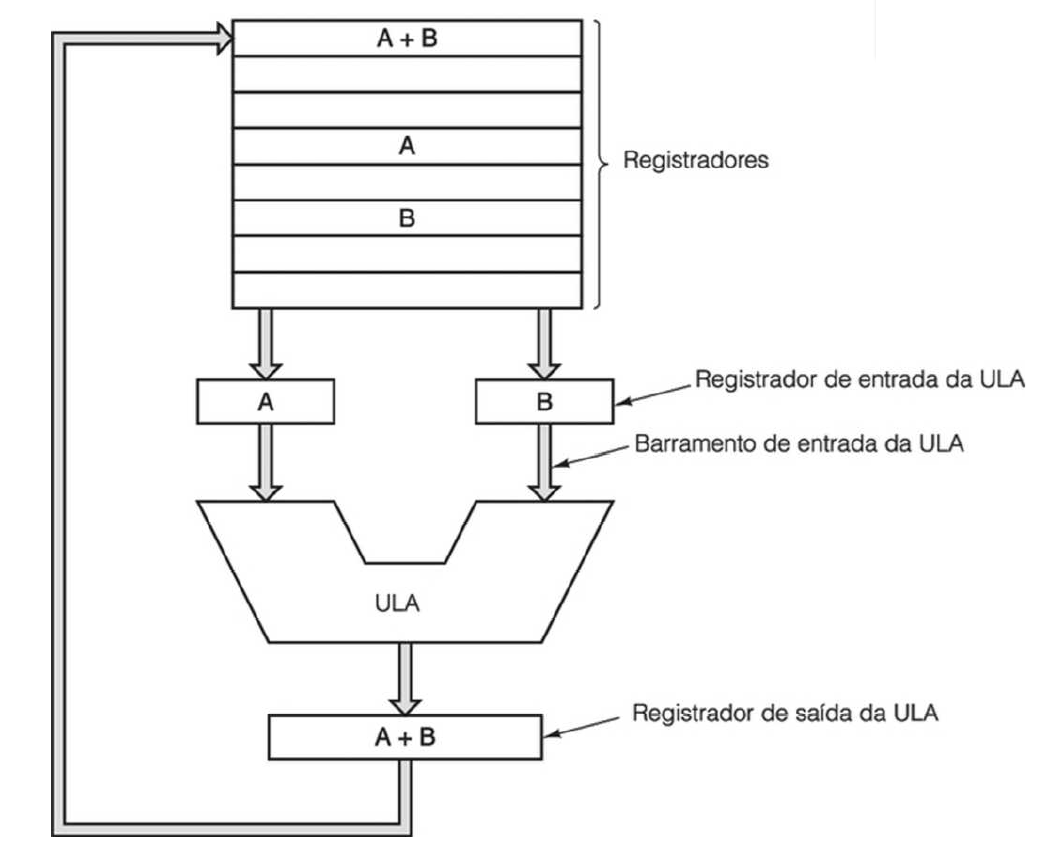 A + B
A
Registradores
B
A
B
Registrador de entrada da ULA
Barramento de entrada da ULA
ULA
A + B
Registrador de saída da ULA